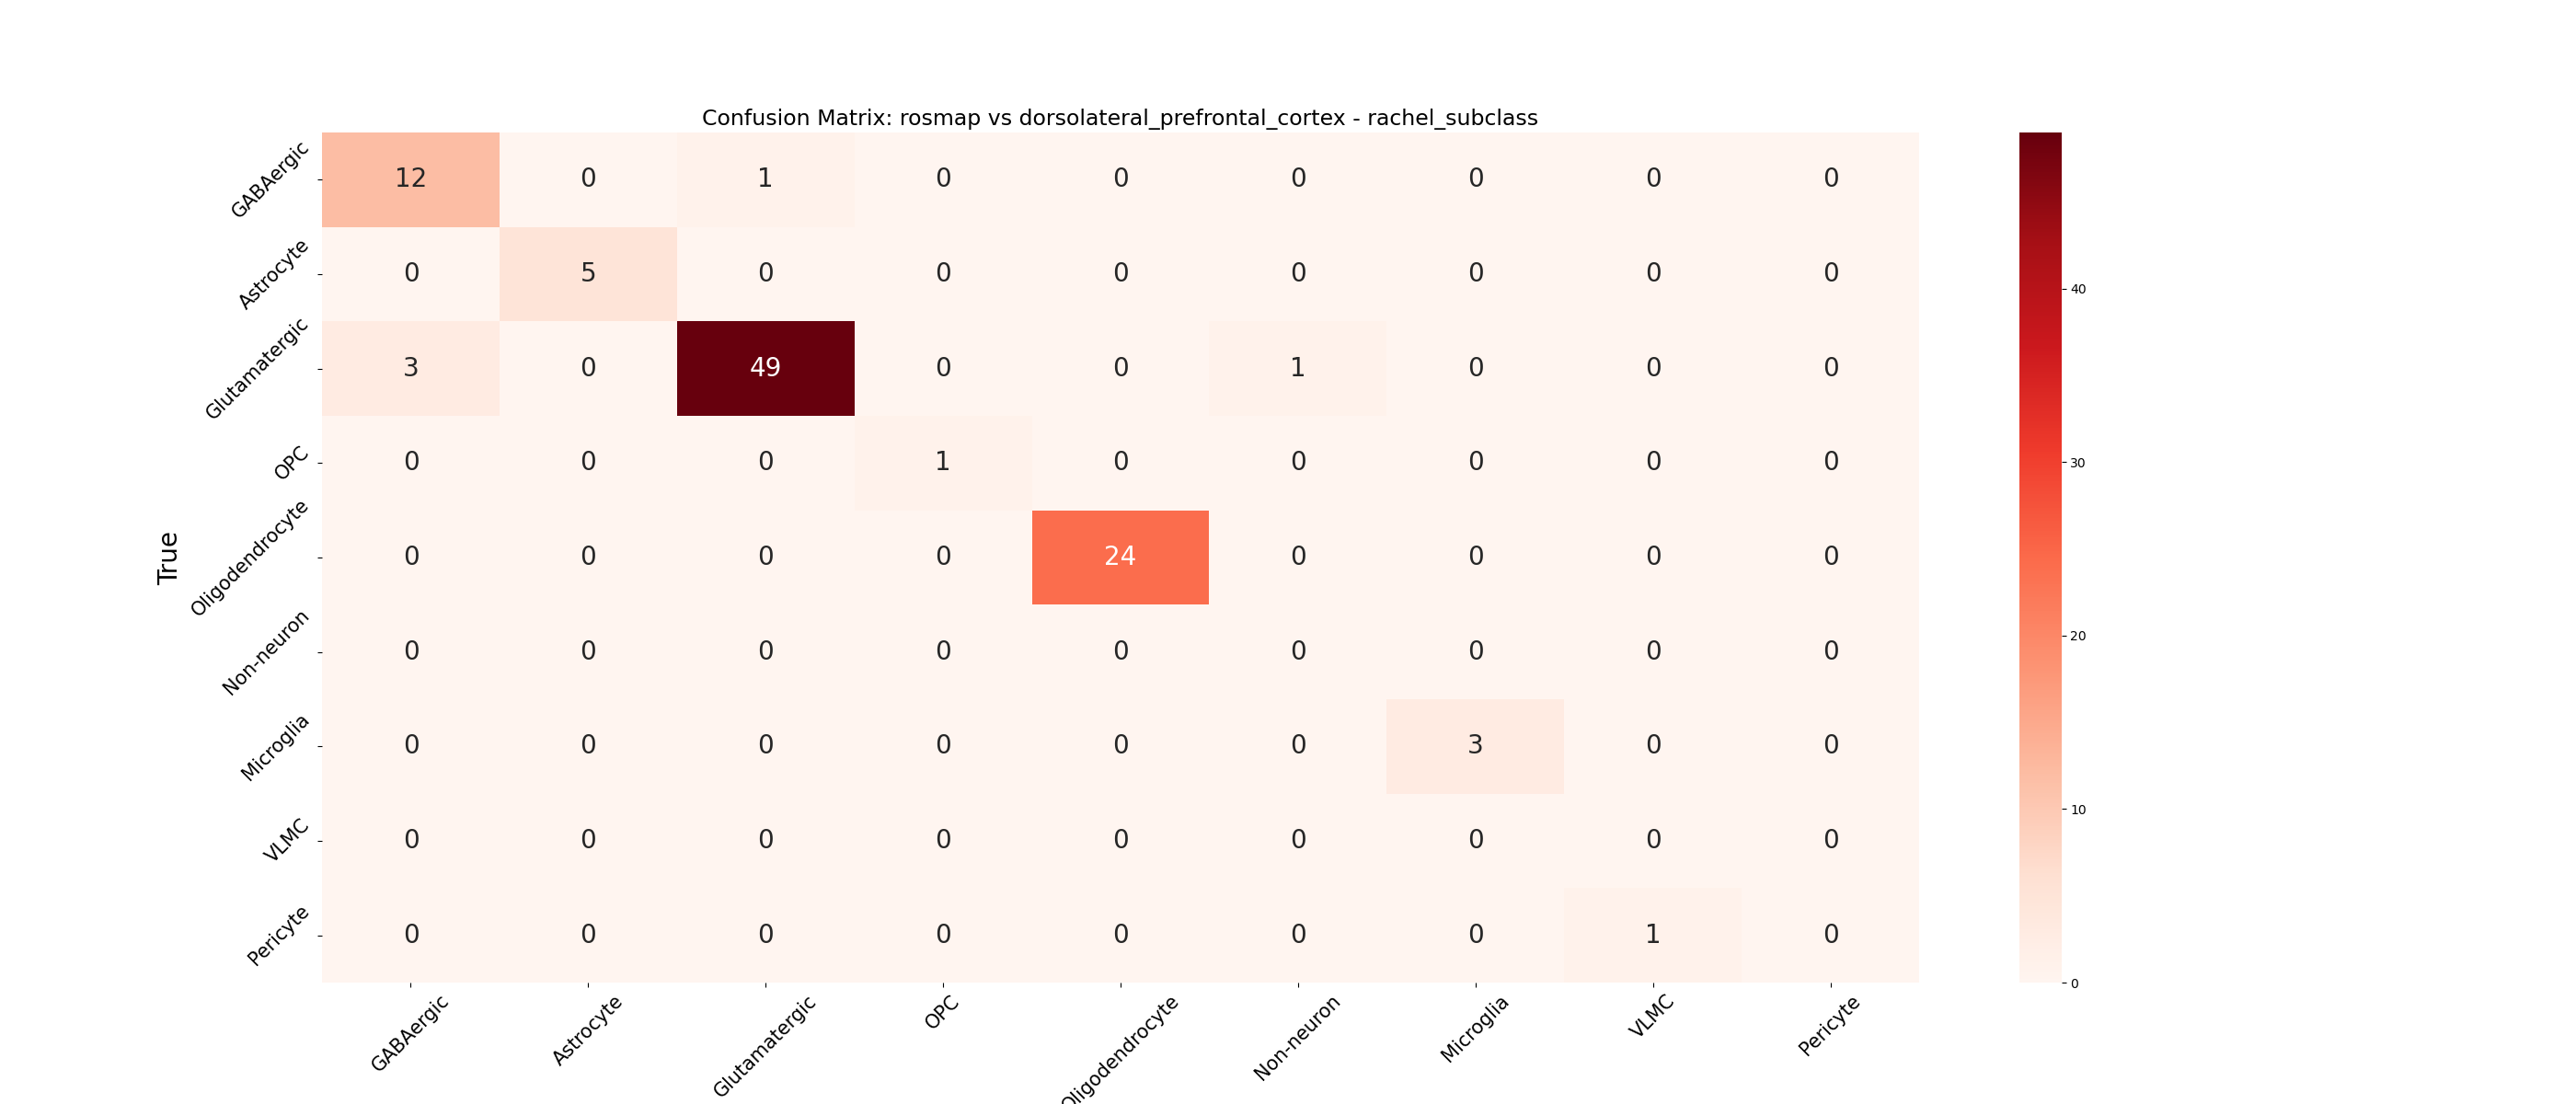 Confusion Matrix: rosmap vs dorsolateral_prefrontal_cortex - rachel_subclass
True
GABAergic 12 0 1 0 0 0 0 0 0
Astrocyte 0 5 0 0 0 0 0 0 0
Glutamatergic 3 0 49 0 0 1 0 0 0
OPC 0 0 0 1 0 0 0 0 0
Oligodendrocyte 0 0 0 0 24 0 0 0 0
Non-neuron 0 0 0 0 0 0 0 0 0
Microglia 0 0 0 0 0 0 3 0 0
VLMC 0 0 0 0 0 0 0 0 0
Pericyte 0 0 0 0 0 0 0 1 0
GABAergic Astrocyte Glutamatergic OPC Oligodendrocyte Non-neuron Microglia VLMC Pericyte
40
30
20
10
0